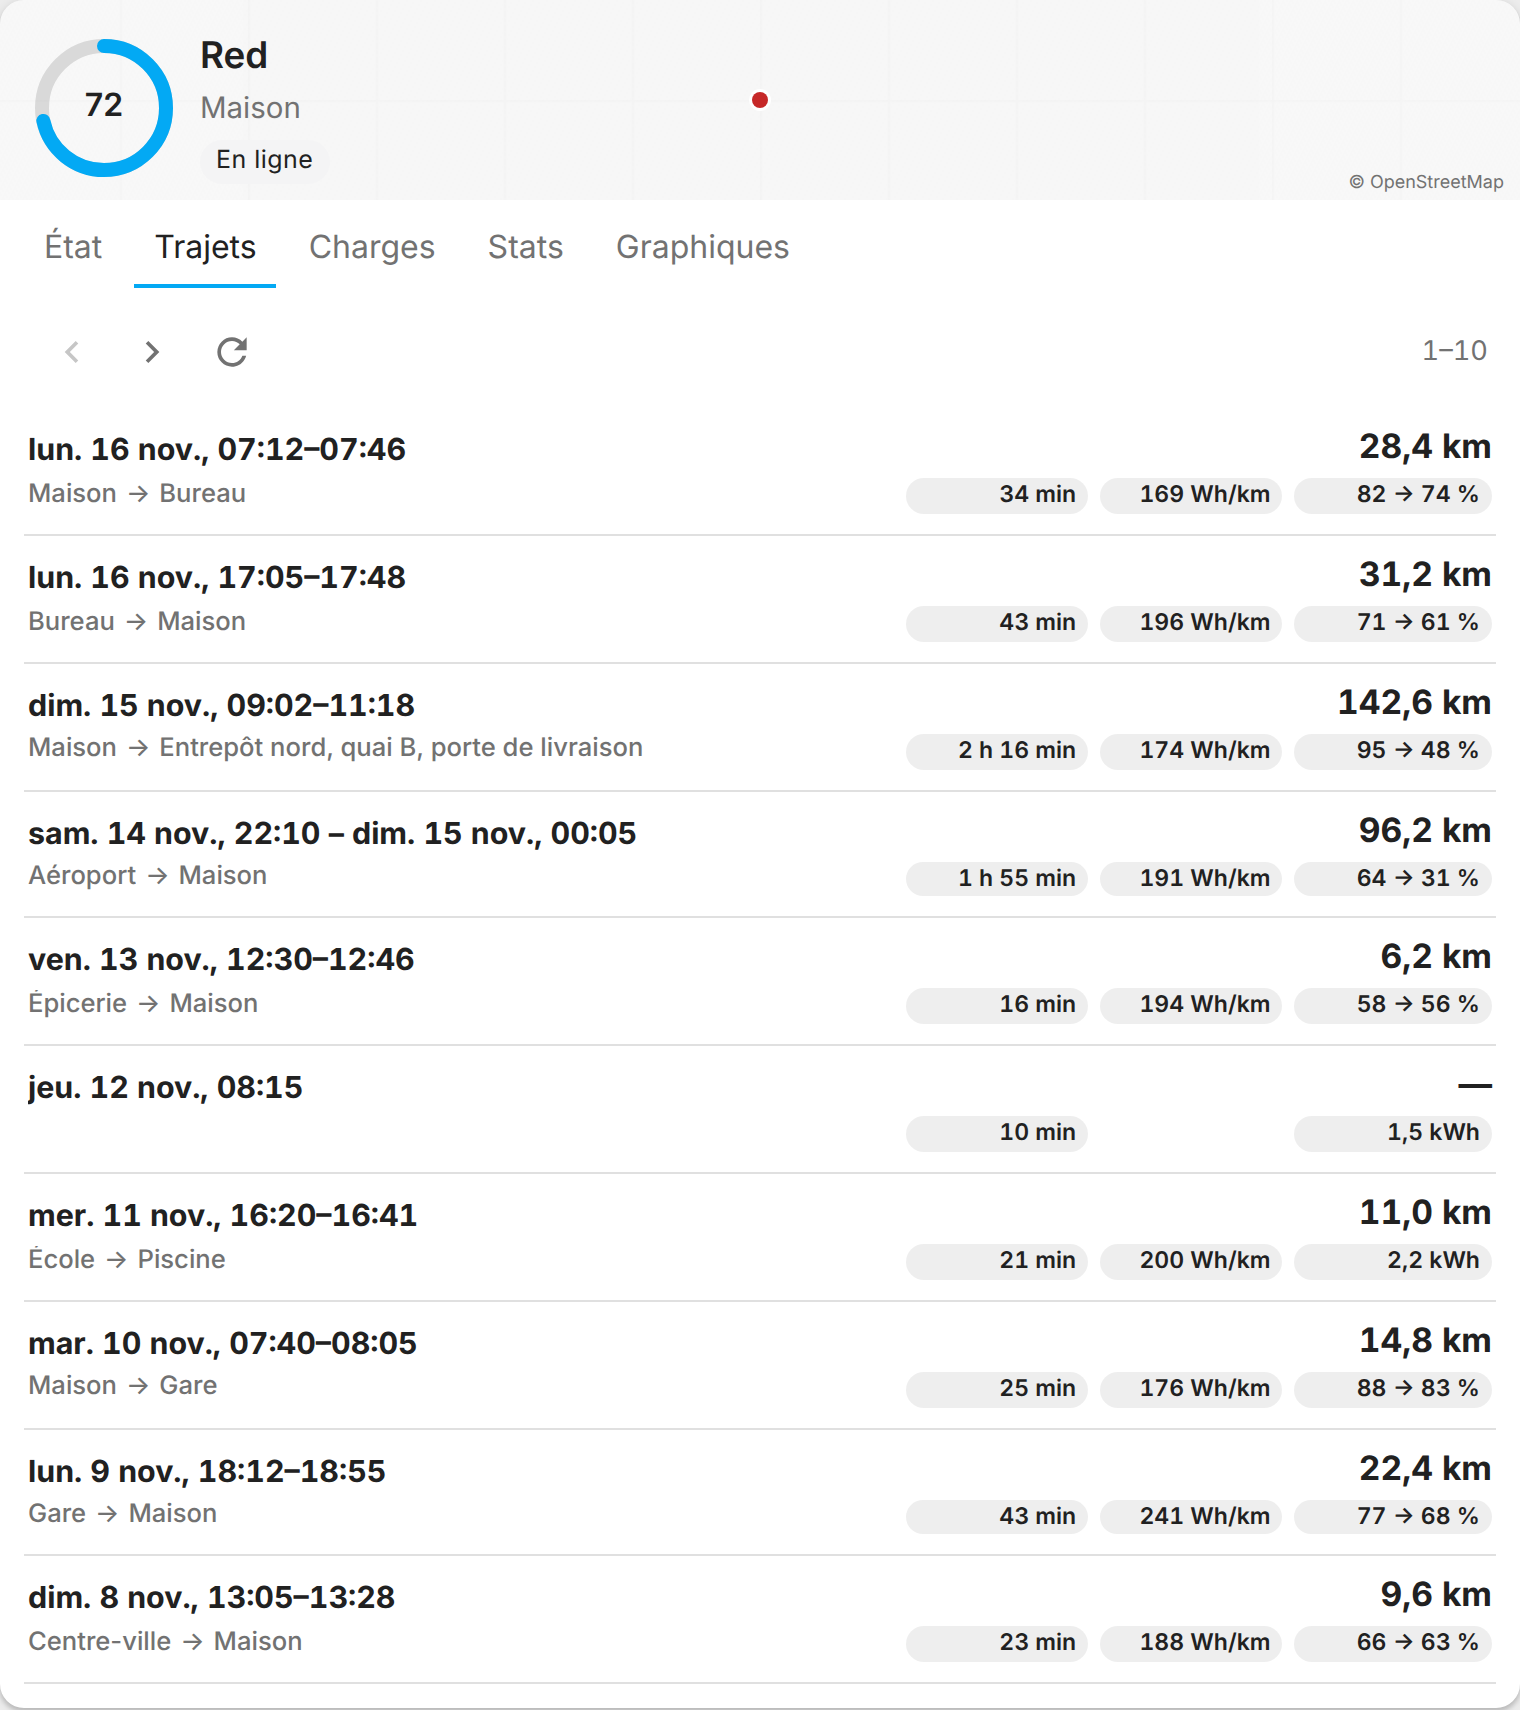 72
Red
Maison
En ligne
© OpenStreetMap
État Trajets Charges Stats Graphiques
1–10
lun. 16 nov., 07:12–07:46 28,4 km
Maison → Bureau 34 min 169 Wh/km 82 → 74 %
lun. 16 nov., 17:05–17:48 31,2 km
Bureau → Maison 43 min 196 Wh/km 71 → 61 %
dim. 15 nov., 09:02–11:18 142,6 km
Maison → Entrepôt nord, quai B, porte de livraison 2 h 16 min 174 Wh/km 95 → 48 %
sam. 14 nov., 22:10 – dim. 15 nov., 00:05 96,2 km
Aéroport → Maison 1 h 55 min 191 Wh/km 64 → 31 %
ven. 13 nov., 12:30–12:46 6,2 km
Épicerie → Maison 16 min 194 Wh/km 58 → 56 %
jeu. 12 nov., 08:15 —
10 min 1,5 kWh
mer. 11 nov., 16:20–16:41 11,0 km
École → Piscine 21 min 200 Wh/km 2,2 kWh
mar. 10 nov., 07:40–08:05 14,8 km
Maison → Gare 25 min 176 Wh/km 88 → 83 %
lun. 9 nov., 18:12–18:55 22,4 km
Gare → Maison 43 min 241 Wh/km 77 → 68 %
dim. 8 nov., 13:05–13:28 9,6 km
Centre-ville → Maison 23 min 188 Wh/km 66 → 63 %